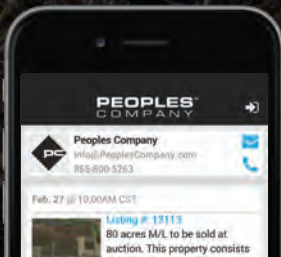 PEOPLES
COMPANY
PC
Peoples Company
Info@PeoplesCompany.com
855-800-5263
Feb. 27 @ 10:00AM CST
Listing #: 13113
80 acres M/L to be sold at
auction. This property consists